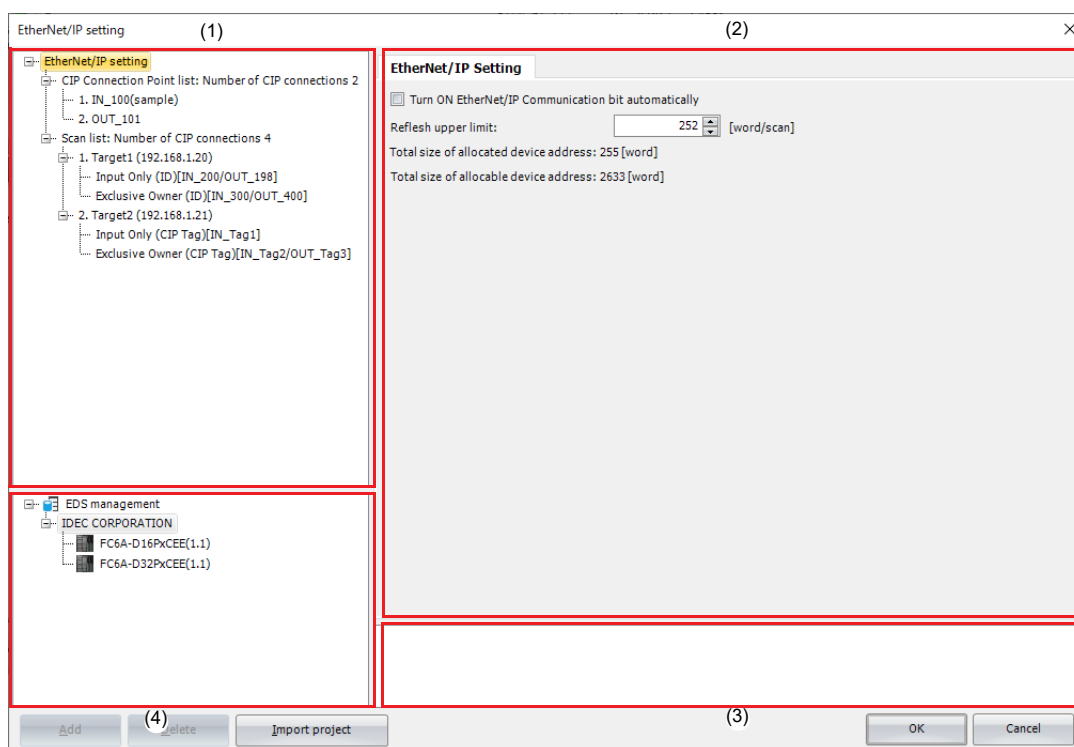 EtherNet/IP setting
(1)
(2)
EtherNet/IP setting
CIP Connection Point list: Number of CIP connections 2
1. IN_100(sample)
2. OUT_101
Scan list: Number of CIP connections 4
1. Target1 (192.168.1.20)
Input Only (ID)[IN_200/OUT_198]
Exclusive Owner (ID)[IN_300/OUT_400]
2. Target2 (192.168.1.21)
Input Only (CIP Tag)[IN_Tag1]
Exclusive Owner (CIP Tag)[IN_Tag2/OUT_Tag3]
EtherNet/IP Setting
Turn ON EtherNet/IP Communication bit automatically
Reflesh upper limit: 252 [word/scan]
Total size of allocated device address: 255 [word]
Total size of allocable device address: 2633 [word]
EDS management
IDEC CORPORATION
FC6A-D16PxCEE(1.1)
FC6A-D32PxCEE(1.1)
(4)
(3)
Add
Delete
Import project
OK
Cancel